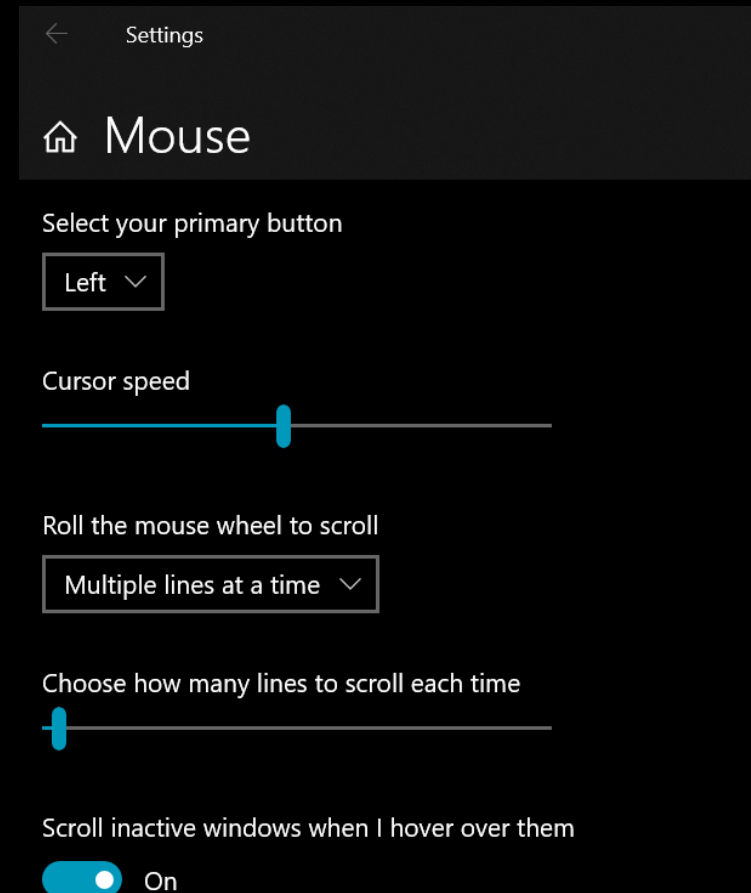 Settings
Mouse
Select your primary button
Left
Cursor speed
Roll the mouse wheel to scroll
Multiple lines at a time
Choose how many lines to scroll each time
Scroll inactive windows when I hover over them
On